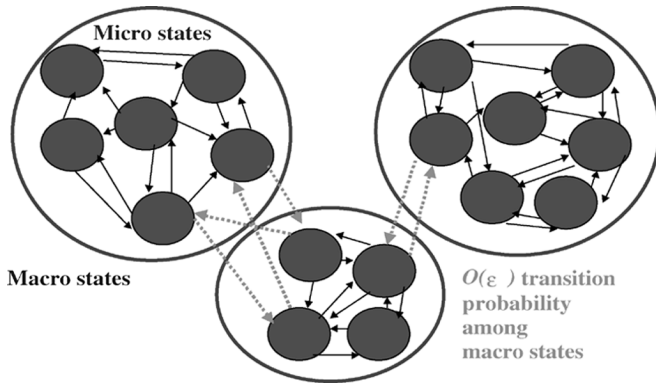 Micro states
Macro states
O(ε ) transition
probability
among
macro states